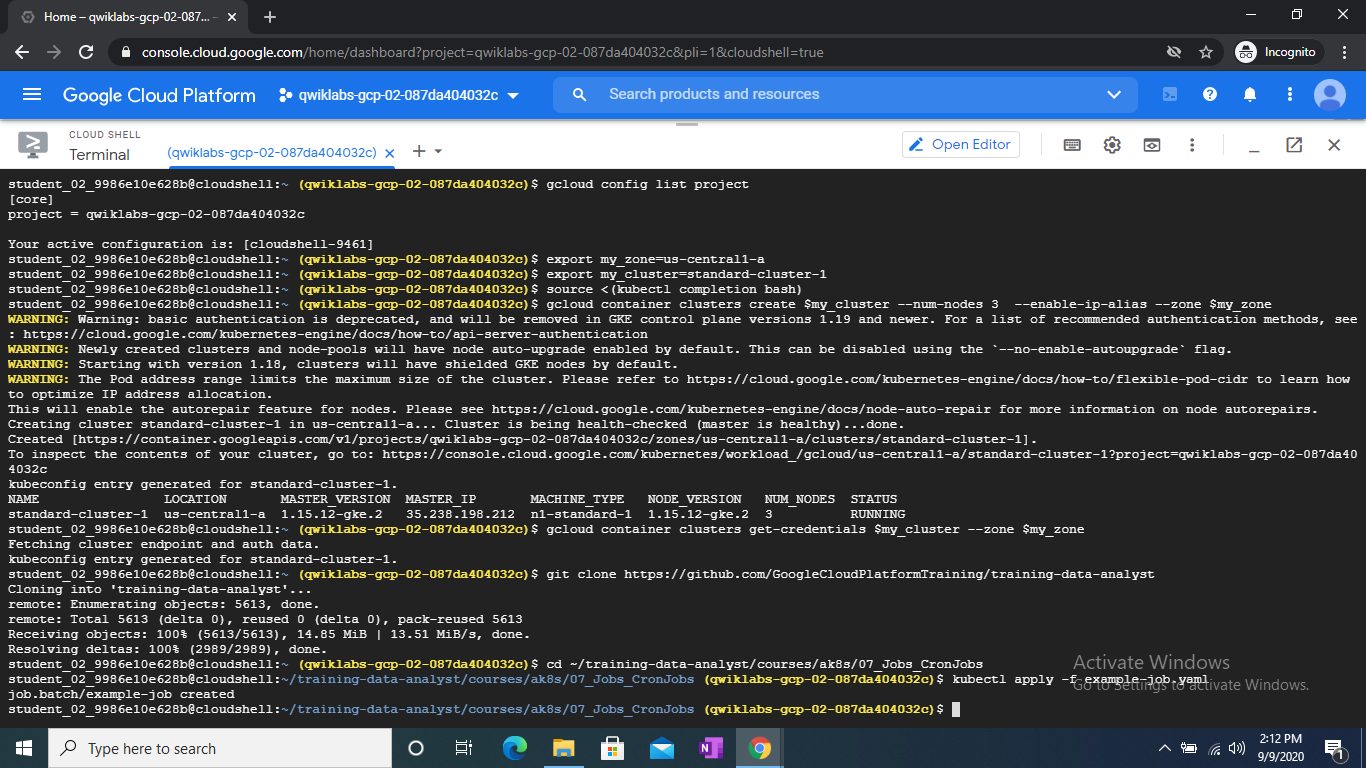 Home – qwiklabs-gcp-02-087...
console.cloud.google.com/home/dashboard?project=qwiklabs-gcp-02-087da404032c&pli=1&cloudshell=true
Incognito
Google Cloud Platform
qwiklabs-gcp-02-087da404032c
Search products and resources
CLOUD SHELL
Terminal
(qwiklabs-gcp-02-087da404032c)
Open Editor
student_02_9986e10e628b@cloudshell:~ (qwiklabs-gcp-02-087da404032c)$ gcloud config list project
[core]
project = qwiklabs-gcp-02-087da404032c
Your active configuration is: [cloudshell-9461]
student_02_9986e10e628b@cloudshell:~ (qwiklabs-gcp-02-087da404032c)$ export my_zone=us-central1-a
student_02_9986e10e628b@cloudshell:~ (qwiklabs-gcp-02-087da404032c)$ export my_cluster=standard-cluster-1
student_02_9986e10e628b@cloudshell:~ (qwiklabs-gcp-02-087da404032c)$ source <(kubectl completion bash)
student_02_9986e10e628b@cloudshell:~ (qwiklabs-gcp-02-087da404032c)$ gcloud container clusters create $my_cluster --num-nodes 3  --enable-ip-alias --zone $my_zone
WARNING: Warning: basic authentication is deprecated, and will be removed in GKE control plane versions 1.19 and newer. For a list of recommended authentication methods, see
: https://cloud.google.com/kubernetes-engine/docs/how-to/api-server-authentication
WARNING: Newly created clusters and node-pools will have node auto-upgrade enabled by default. This can be disabled using the `--no-enable-autoupgrade` flag.
WARNING: Starting with version 1.18, clusters will have shielded GKE nodes by default.
WARNING: The Pod address range limits the maximum size of the cluster. Please refer to https://cloud.google.com/kubernetes-engine/docs/how-to/flexible-pod-cidr to learn how
to optimize IP address allocation.
This will enable the autorepair feature for nodes. Please see https://cloud.google.com/kubernetes-engine/docs/node-auto-repair for more information on node autorepairs.
Creating cluster standard-cluster-1 in us-central1-a... Cluster is being health-checked (master is healthy)...done.
Created [https://container.googleapis.com/v1/projects/qwiklabs-gcp-02-087da404032c/zones/us-central1-a/clusters/standard-cluster-1].
To inspect the contents of your cluster, go to: https://console.cloud.google.com/kubernetes/workload_/gcloud/us-central1-a/standard-cluster-1?project=qwiklabs-gcp-02-087da40
4032c
kubeconfig entry generated for standard-cluster-1.
NAME LOCATION MASTER_VERSION MASTER_IP MACHINE_TYPE NODE_VERSION NUM_NODES STATUS
standard-cluster-1 us-central1-a 1.15.12-gke.2 35.238.198.212 n1-standard-1 1.15.12-gke.2 3 RUNNING
student_02_9986e10e628b@cloudshell:~ (qwiklabs-gcp-02-087da404032c)$ gcloud container clusters get-credentials $my_cluster --zone $my_zone
Fetching cluster endpoint and auth data.
kubeconfig entry generated for standard-cluster-1.
student_02_9986e10e628b@cloudshell:~ (qwiklabs-gcp-02-087da404032c)$ git clone https://github.com/GoogleCloudPlatformTraining/training-data-analyst
Cloning into 'training-data-analyst'...
remote: Enumerating objects: 5613, done.
remote: Total 5613 (delta 0), reused 0 (delta 0), pack-reused 5613
Receiving objects: 100% (5613/5613), 14.85 MiB | 13.51 MiB/s, done.
Resolving deltas: 100% (2989/2989), done.
student_02_9986e10e628b@cloudshell:~ (qwiklabs-gcp-02-087da404032c)$ cd ~/training-data-analyst/courses/ak8s/07_Jobs_CronJobs
student_02_9986e10e628b@cloudshell:~/training-data-analyst/courses/ak8s/07_Jobs_CronJobs (qwiklabs-gcp-02-087da404032c)$ kubectl apply -f example-job.yaml
job.batch/example-job created
student_02_9986e10e628b@cloudshell:~/training-data-analyst/courses/ak8s/07_Jobs_CronJobs (qwiklabs-gcp-02-087da404032c)$
Activate Windows
Go to Settings to activate Windows.
Type here to search
2:12 PM
9/9/2020
1